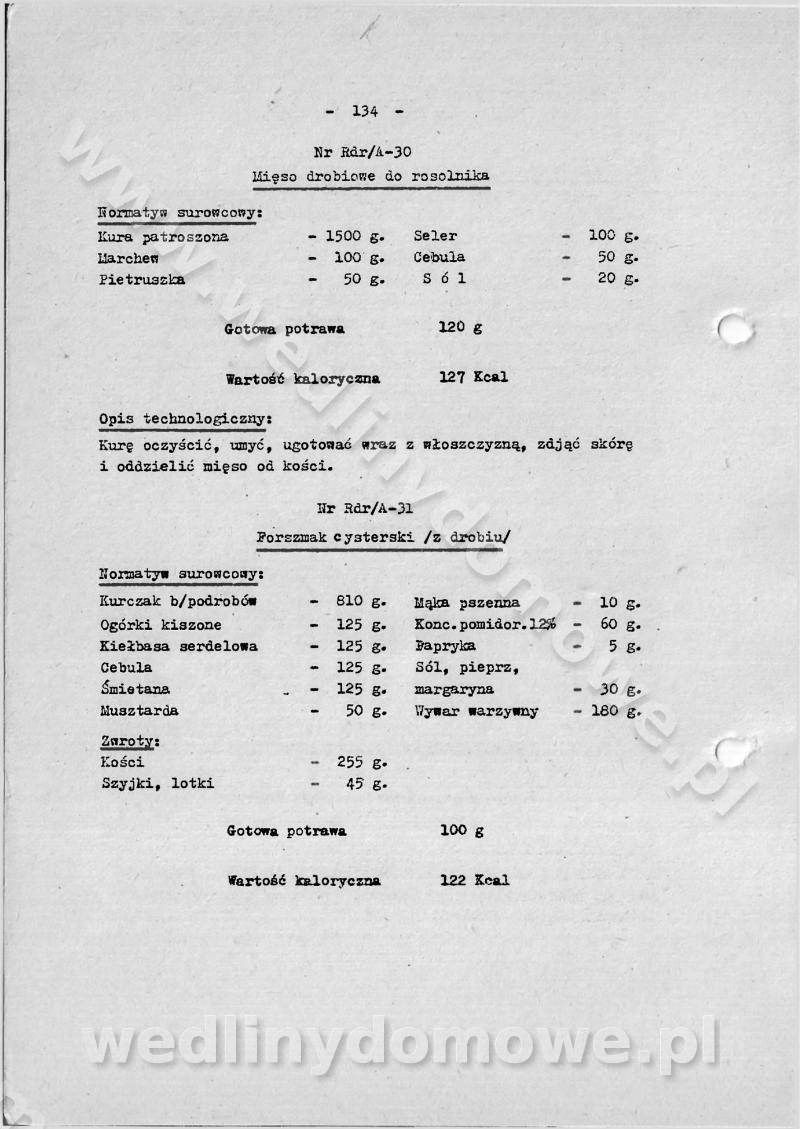 - 134 -
Nr Rdr/A-30
Mięso drobiowe do rosolnika
Normatyw surowcowy:
Kura patroszona - 1500 g. Seler - 100 g.
Marchew - 100 g. Cebula - 50 g.
Pietruszka - 50 g. S ó l - 20 g.
Gotowa potrawa 120 g
Wartość kaloryczna 127 Kcal
Opis technologiczny:
Kurę oczyścić, umyć, ugotować wraz z włoszczyzną, zdjąć skórę
i oddzielić mięso od kości.
Nr Rdr/A-31
Forszmak cysterski /z drobiu/
Normatyw surowcowy:
Kurczak b/podrobów - 810 g. Mąka pszenna - 10 g.
Ogórki kiszone - 125 g. Konc.pomidor.12% - 60 g.
Kiełbasa serdelowa - 125 g. Papryka - 5 g.
Cebula - 125 g. Sól, pieprz,
Śmietana - 125 g. margaryna - 30 g.
Musztarda - 50 g. Wywar warzywny - 180 g.
Zwroty:
Kości - 255 g.
Szyjki, lotki - 45 g.
Gotowa potrawa 100 g
Wartość kaloryczna 122 Kcal
www.wedlinydomowe.pl
wedlinydomowe.pl